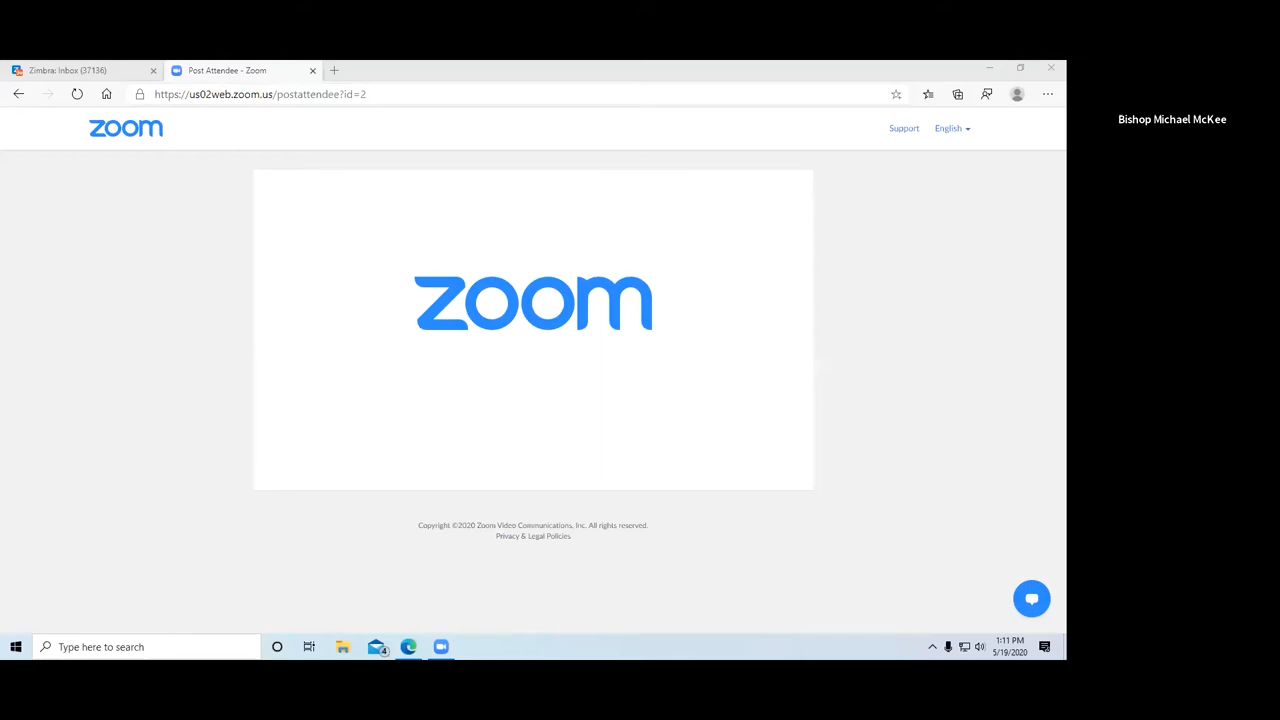 Zimbra: Inbox (37136)
Post Attendee - Zoom
https://us02web.zoom.us/postattendee?id=2
zoom
Support
English
Bishop Michael McKee
zoom
Copyright ©2020 Zoom Video Communications, Inc. All rights reserved.
Privacy & Legal Policies
Type here to search
4
1:11 PM
5/19/2020